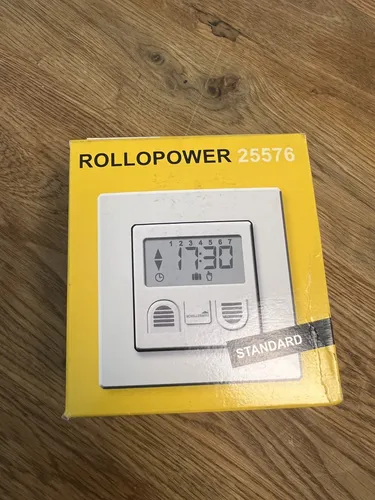 ROLLOPOWER 25576
1 2 3 4 5 6 7
17:30
STANDARD